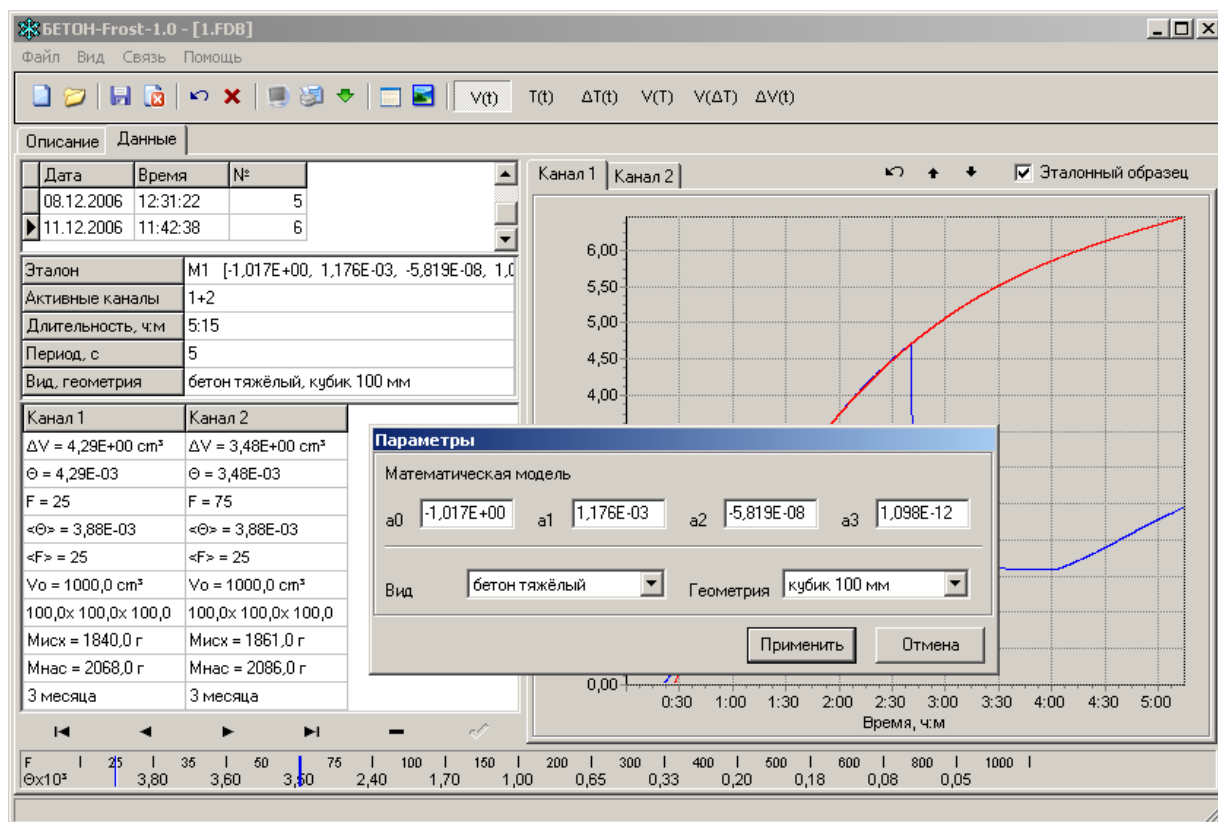 БЕТОН-Frost-1.0 - [1.FDB]
Файл Вид Связь Помощь
V(t) T(t) ΔT(t) V(T) V(ΔT) ΔV(t)
Описание Данные
Дата Время №
08.12.2006 12:31:22 5
11.12.2006 11:42:38 6
Эталон М1 [-1,017E+00, 1,176E-03, -5,819E-08, 1,0
Активные каналы 1+2
Длительность, ч:м 5:15
Период, с 5
Вид, геометрия бетон тяжёлый, кубик 100 мм
Канал 1 Канал 2
ΔV = 4,29E+00 cm³ ΔV = 3,48E+00 cm³
Θ = 4,29E-03 Θ = 3,48E-03
F = 25 F = 75
<Θ> = 3,88E-03 <Θ> = 3,88E-03
<F> = 25 <F> = 25
Vo = 1000,0 cm³ Vo = 1000,0 cm³
100,0x 100,0x 100,0 100,0x 100,0x 100,0
Мисх = 1840,0 г Мисх = 1861,0 г
Мнас = 2068,0 г Мнас = 2086,0 г
3 месяца 3 месяца
Канал 1 Канал 2 Эталонный образец
6,00
5,50
5,00
4,50
4,00
0,00
0:30 1:00 1:30 2:00 2:30 3:00 3:30 4:00 4:30 5:00
Время, ч:м
Параметры
Математическая модель
a0 -1,017E+00 a1 1,176E-03 a2 -5,819E-08 a3 1,098E-12
Вид бетон тяжёлый Геометрия кубик 100 мм
Применить Отмена
F 25 35 50 75 100 150 200 300 400 500 600 800 1000
Θx10³ 3,80 3,60 3,50 2,40 1,70 1,00 0,65 0,33 0,20 0,18 0,08 0,05